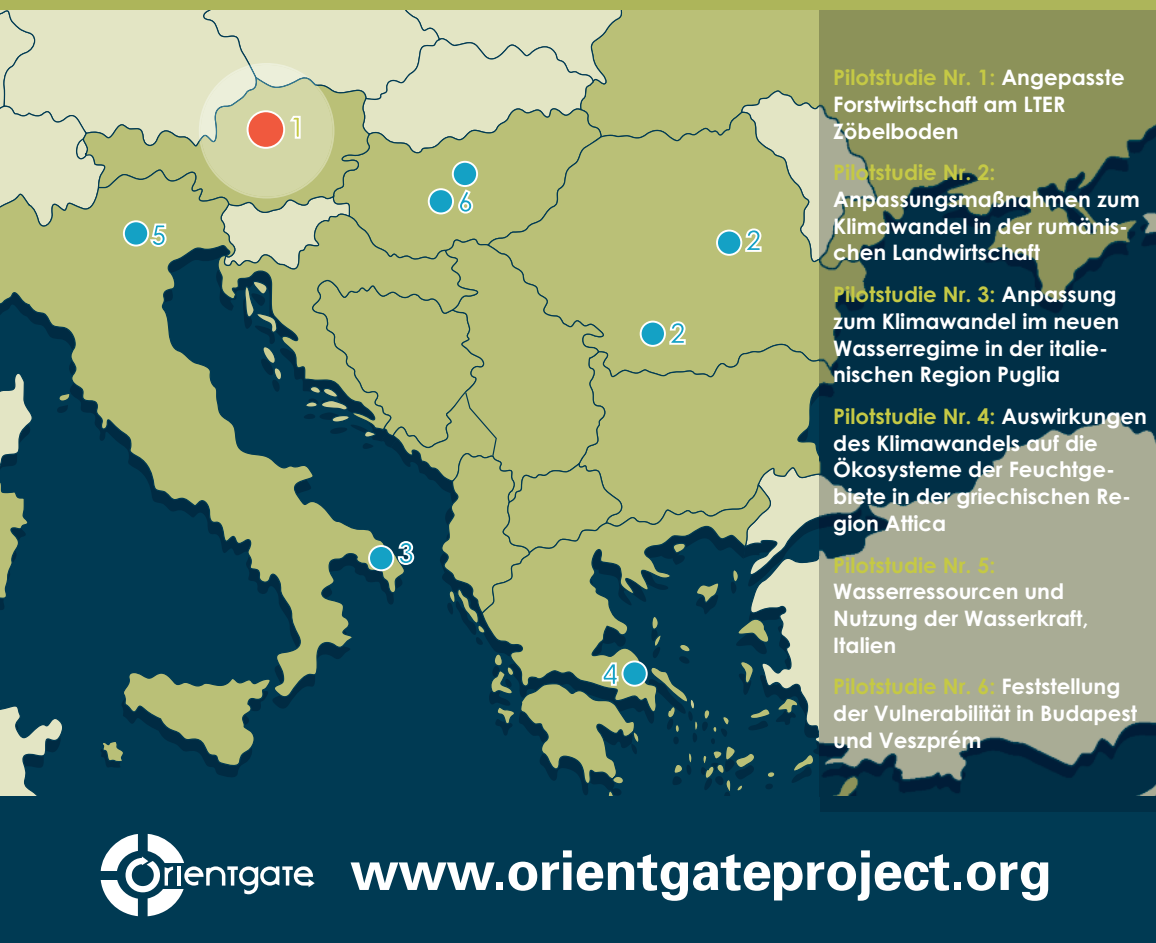 1
5
6
2
2
3
4
Pilotstudie Nr. 1: Angepasste
Forstwirtschaft am LTER
Zöbelboden
Pilotstudie Nr. 2:
Anpassungsmaßnahmen zum
Klimawandel in der rumänis-
chen Landwirtschaft
Pilotstudie Nr. 3: Anpassung
zum Klimawandel im neuen
Wasserregime in der italie-
nischen Region Puglia
Pilotstudie Nr. 4: Auswirkungen
des Klimawandels auf die
Ökosysteme der Feuchtge-
biete in der griechischen Re-
gion Attica
Pilotstudie Nr. 5:
Wasserressourcen und
Nutzung der Wasserkraft,
Italien
Pilotstudie Nr. 6: Feststellung
der Vulnerabilität in Budapest
und Veszprém
Orientgate
www.orientgateproject.org